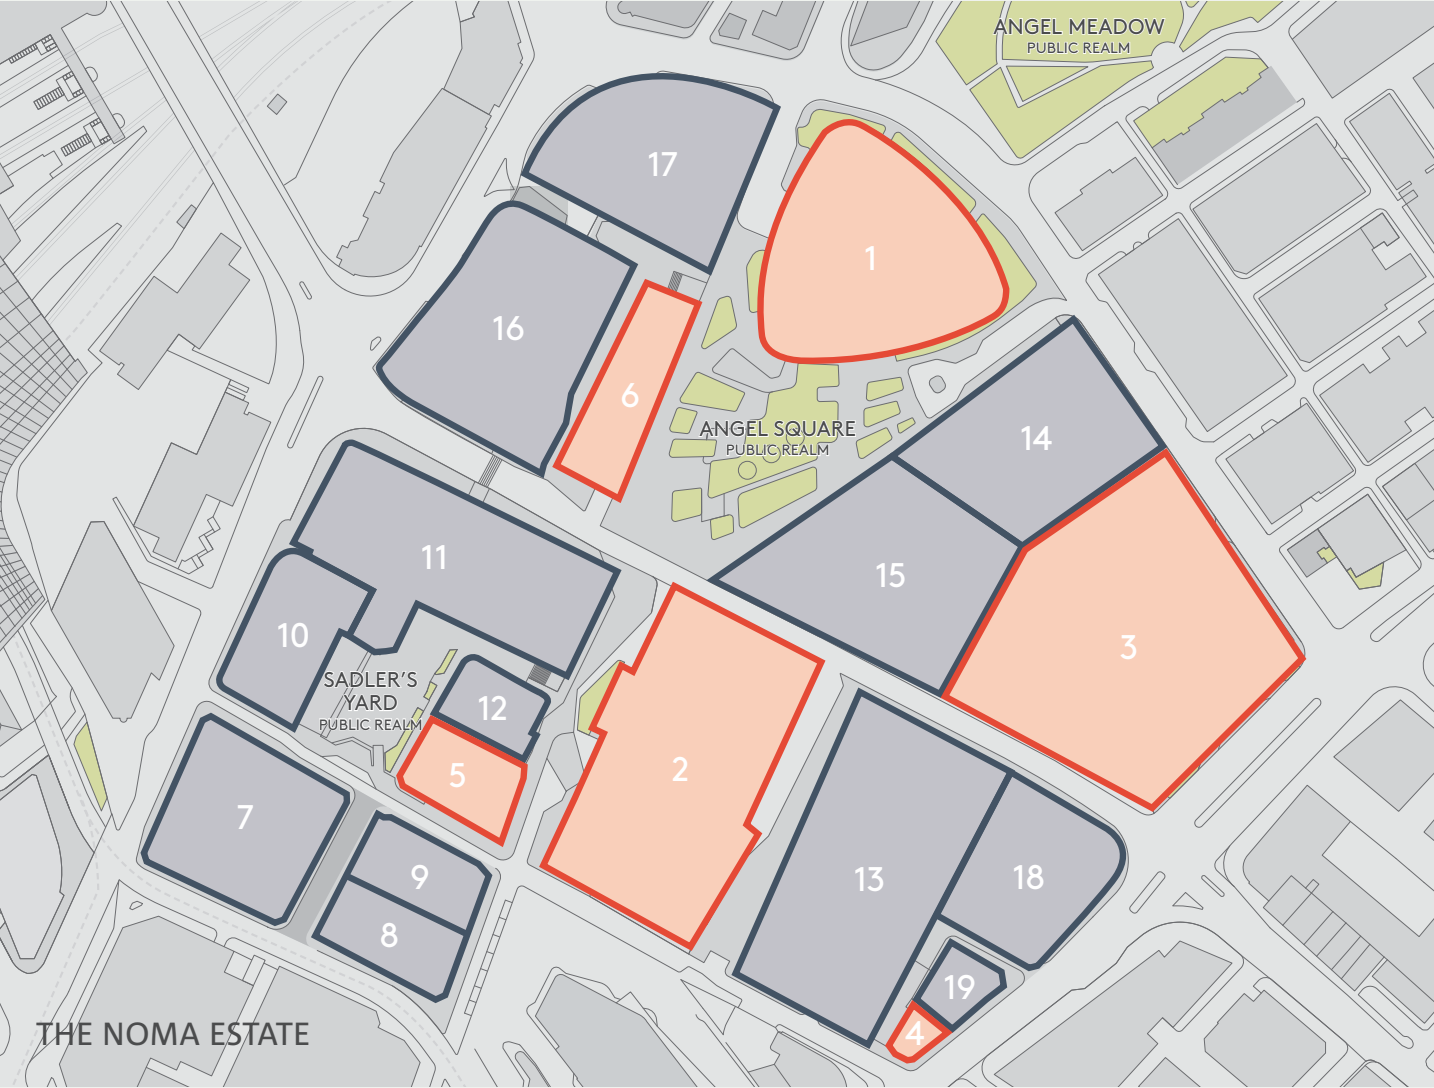 ANGEL MEADOW
PUBLIC REALM
17
1
16
6
ANGEL SQUARE
PUBLIC REALM
14
11
15
10
3
SADLER'S
YARD
PUBLIC REALM
12
5
2
7
9
13
18
8
19
4
THE NOMA ESTATE